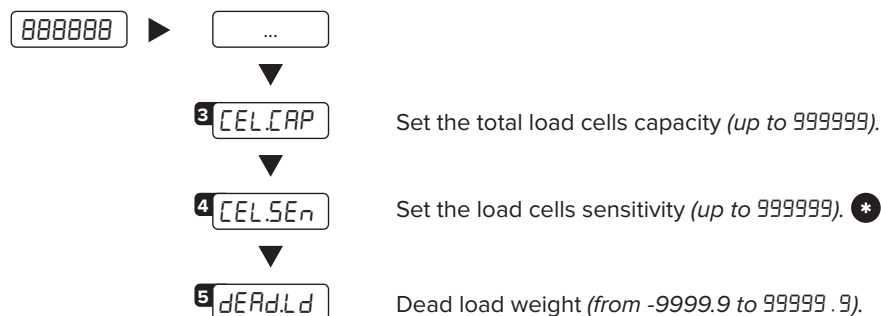 888888 ...
3 CEL.CAP Set the total load cells capacity (up to 999999).
4 CEL.SEn Set the load cells sensitivity (up to 999999). *
5 dEAd.Ld Dead load weight (from -9999.9 to 99999.9).